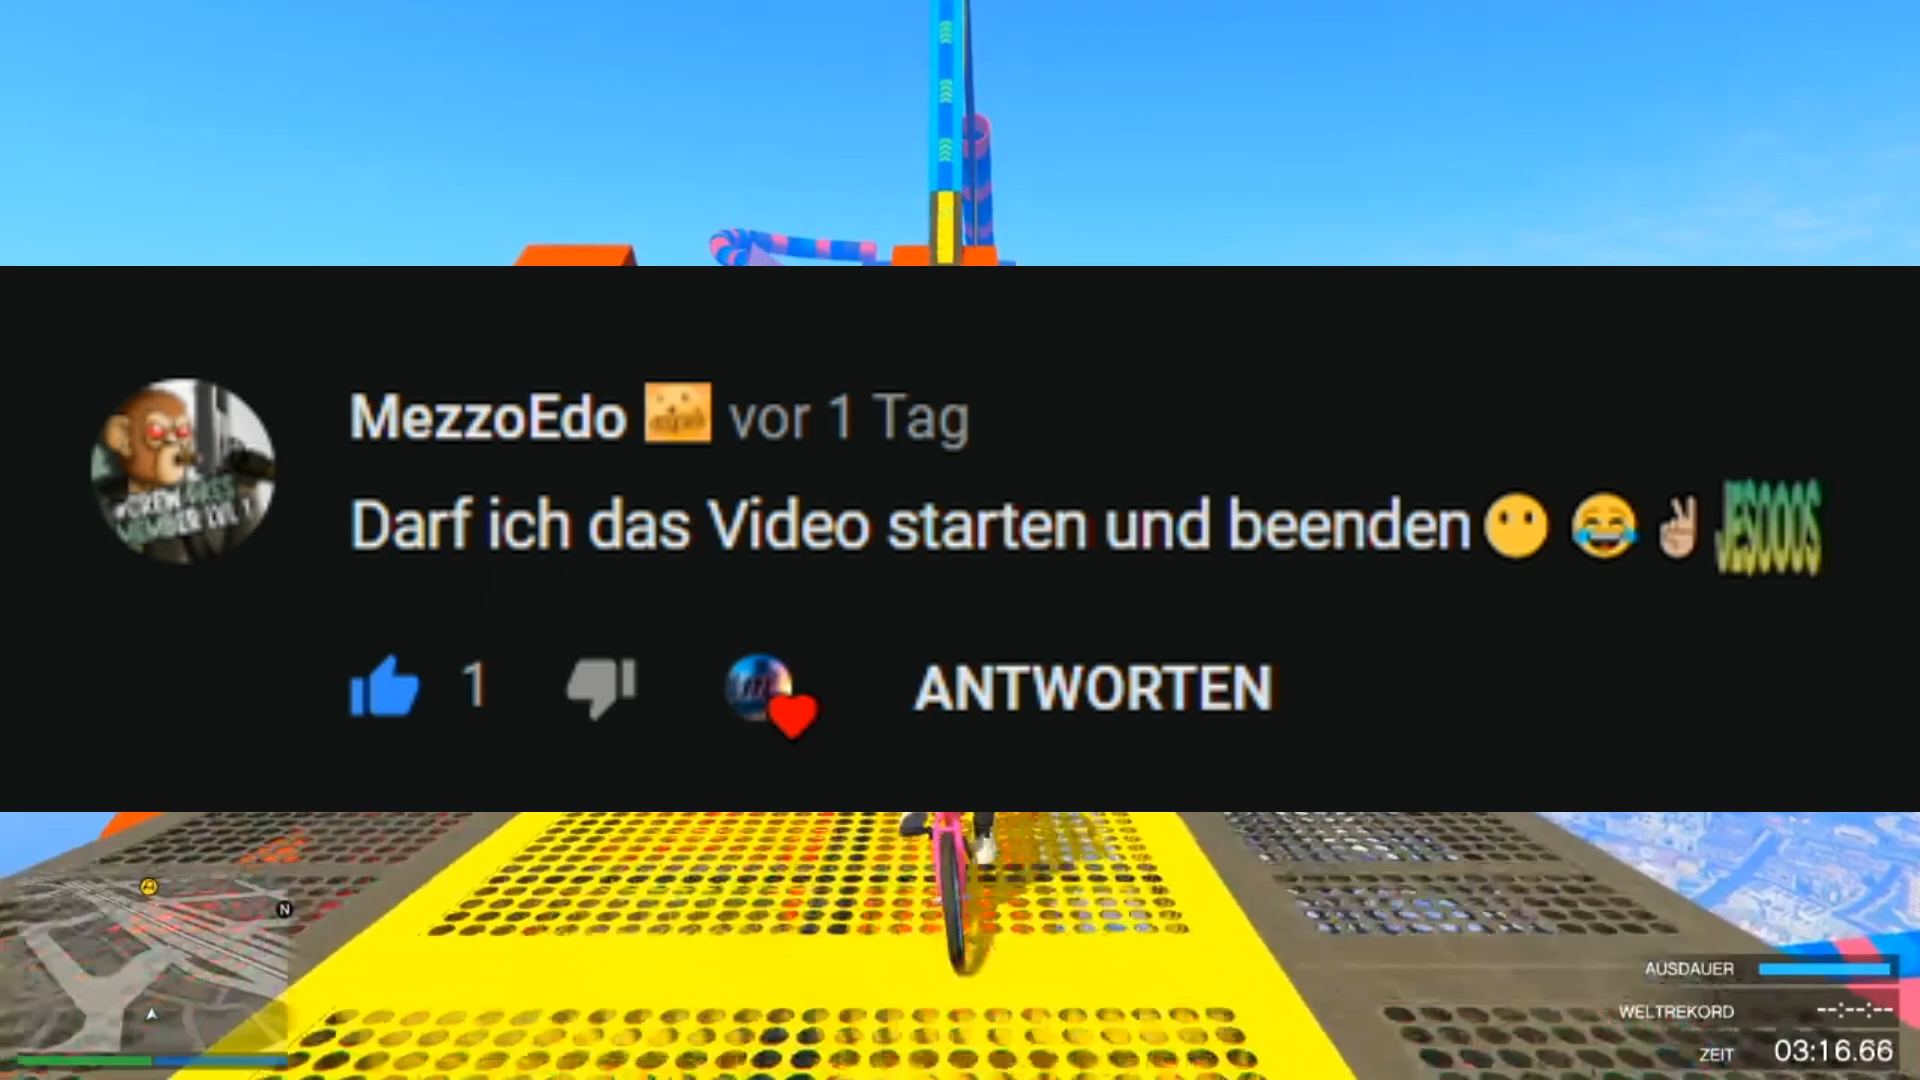 MezzoEdo vor 1 Tag
Darf ich das Video starten und beenden😶 😂 ✌🏼 JESOOOS
1 ANTWORTEN
N
AUSDAUER
WELTREKORD --:--:--
ZEIT 03:16.66